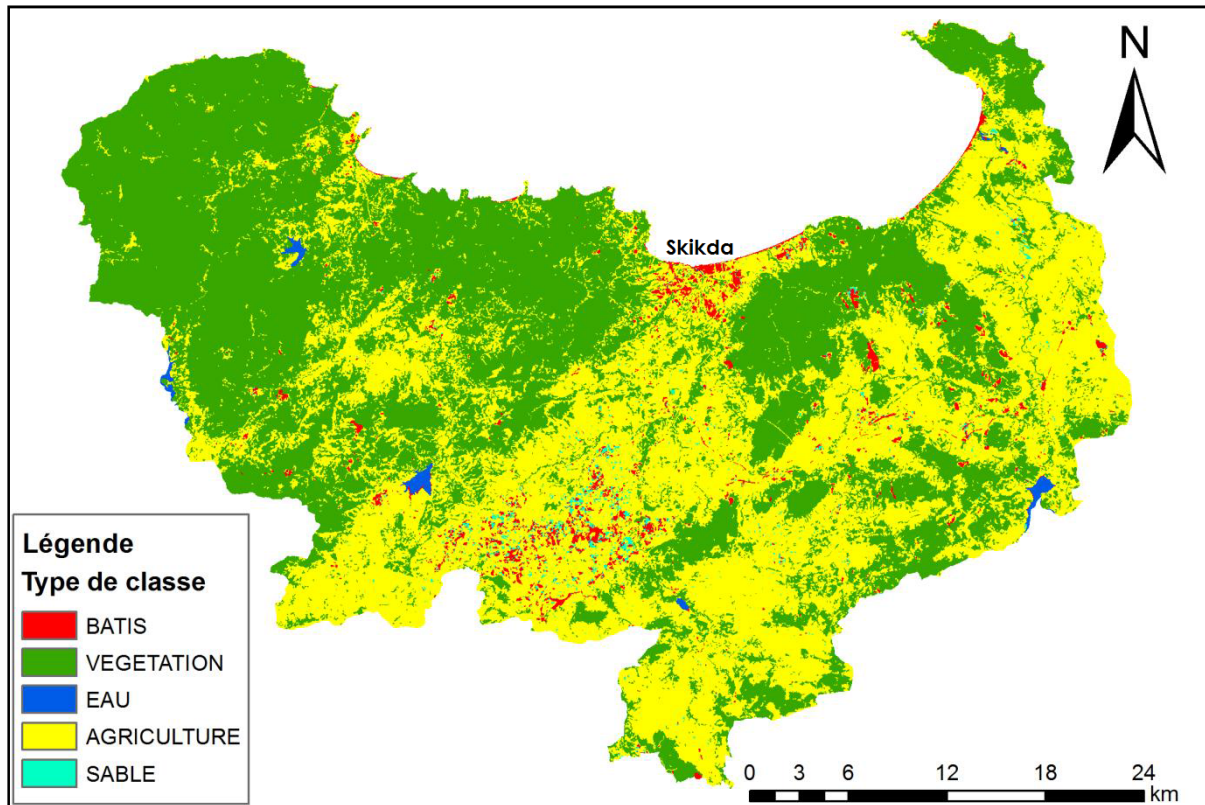 N
Skikda
Légende
Type de classe
BATIS
VEGETATION
EAU
AGRICULTURE
SABLE
0 3 6 12 18 24
km